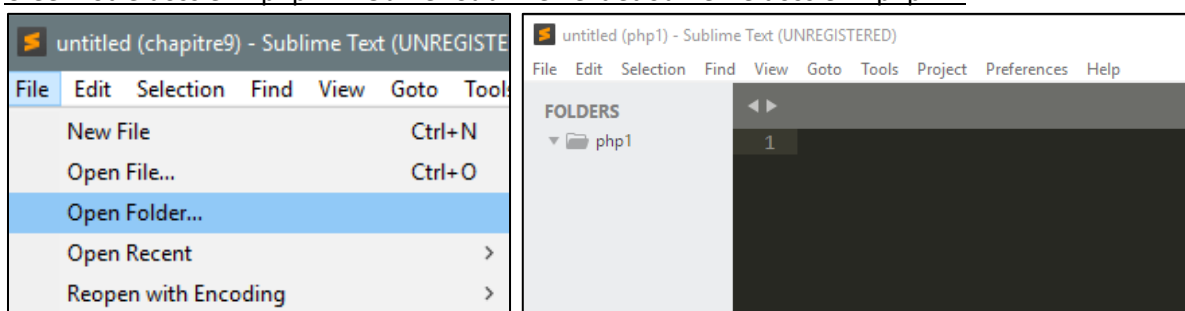 untitled (chapitre9) - Sublime Text (UNREGISTE
File Edit Selection Find View Goto Tools
New File Ctrl+N
Open File... Ctrl+O
Open Folder...
Open Recent >
Reopen with Encoding >
untitled (php1) - Sublime Text (UNREGISTERED)
File Edit Selection Find View Goto Tools Project Preferences Help
FOLDERS
php1
1